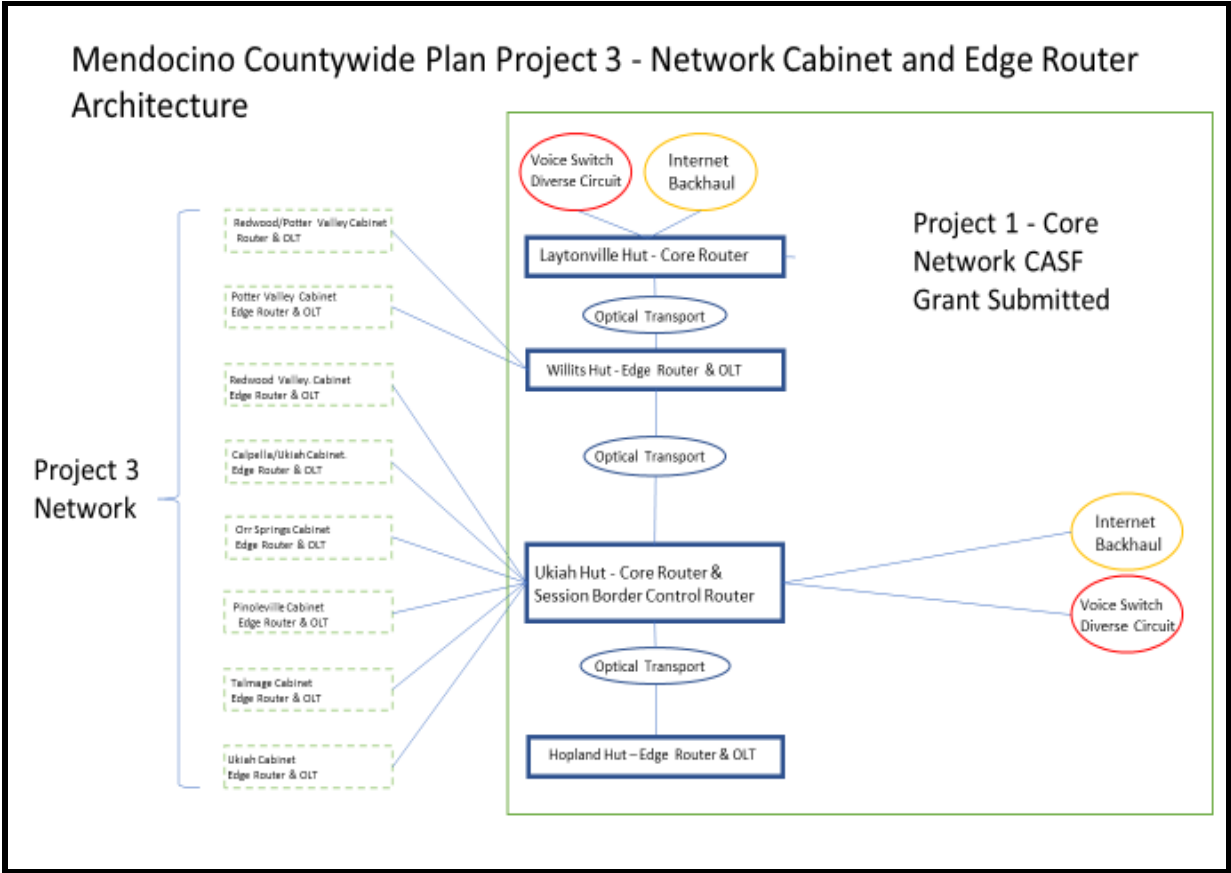 Mendocino Countywide Plan Project 3 - Network Cabinet and Edge Router
Architecture
Voice Switch
Diverse Circuit
Internet
Backhaul
Project 1 - Core
Network CASF
Grant Submitted
Redwood/Potter Valley Cabinet
Router & OLT
Potter Valley Cabinet
Edge Router & OLT
Redwood Valley. Cabinet
Edge Router & OLT
Calpella/Ukiah Cabinet.
Edge Router & OLT
Orr Springs Cabinet
Edge Router & OLT
Pinoleville Cabinet
Edge Router & OLT
Talmage Cabinet
Edge Router & OLT
Ukiah Cabinet
Edge Router & OLT
Project 3
Network
Laytonville Hut - Core Router
Optical Transport
Willits Hut - Edge Router & OLT
Optical Transport
Ukiah Hut - Core Router &
Session Border Control Router
Optical Transport
Hopland Hut – Edge Router & OLT
Internet
Backhaul
Voice Switch
Diverse Circuit